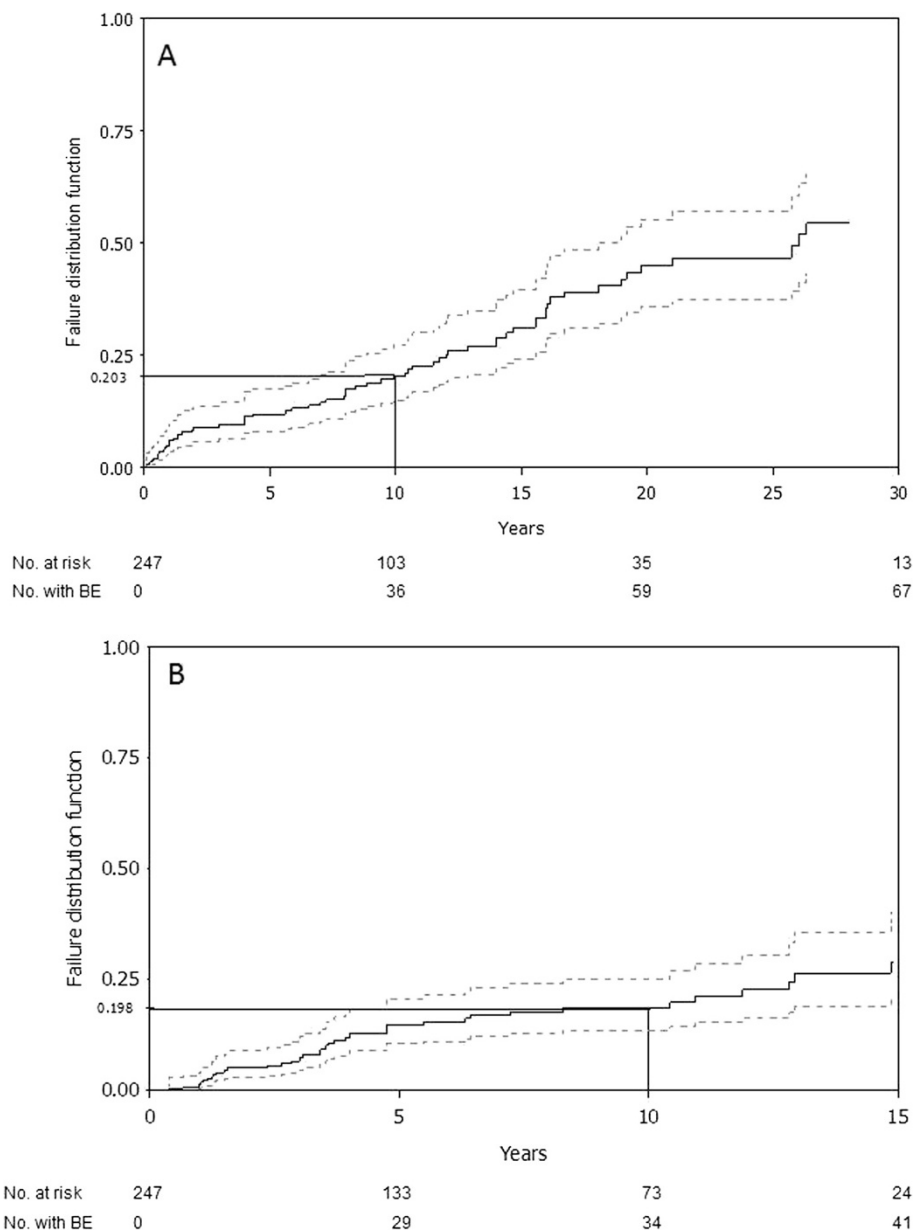 1.00
A
0.75
Failure distribution function
0.50
0.25
0.203
0.00
0 5 10 15 20 25 30
Years
No. at risk 247 103 35 13
No. with BE 0 36 59 67
1.00
B
0.75
Failure distribution function
0.50
0.25
0.198
0.00
0 5 10 15
Years
No. at risk 247 133 73 24
No. with BE 0 29 34 41